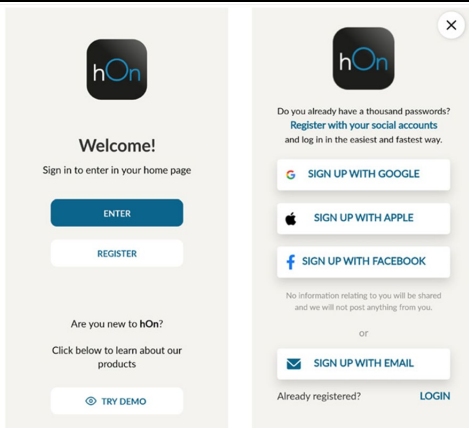 hOn
Welcome!
Sign in to enter in your home page
ENTER
REGISTER
Are you new to hOn?
Click below to learn about our
products
TRY DEMO
hOn
Do you already have a thousand passwords?
Register with your social accounts
and log in in the easiest and fastest way.
SIGN UP WITH GOOGLE
SIGN UP WITH APPLE
SIGN UP WITH FACEBOOK
No information relating to you will be shared
and we will not post anything from you.
or
SIGN UP WITH EMAIL
Already registered? LOGIN